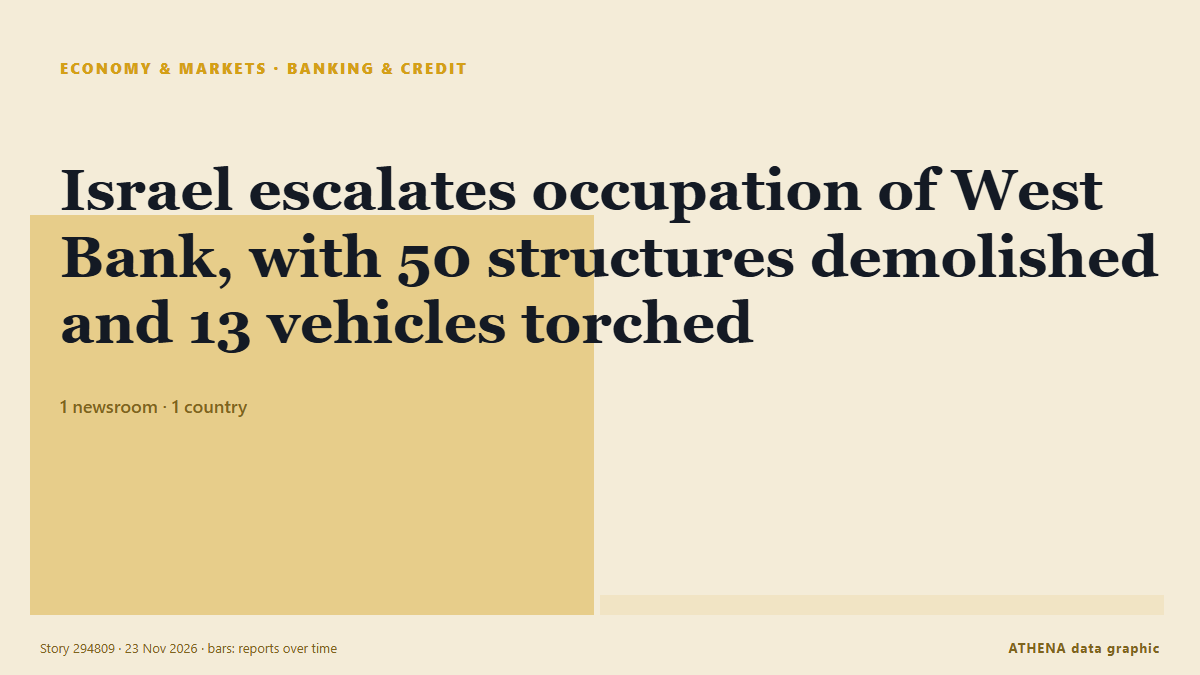 ECONOMY & MARKETS · BANKING & CREDIT
Israel escalates occupation of West
Bank, with 50 structures demolished
and 13 vehicles torched
1 newsroom · 1 country
Story 294809 · 23 Nov 2026 · bars: reports over time
ATHENA data graphic